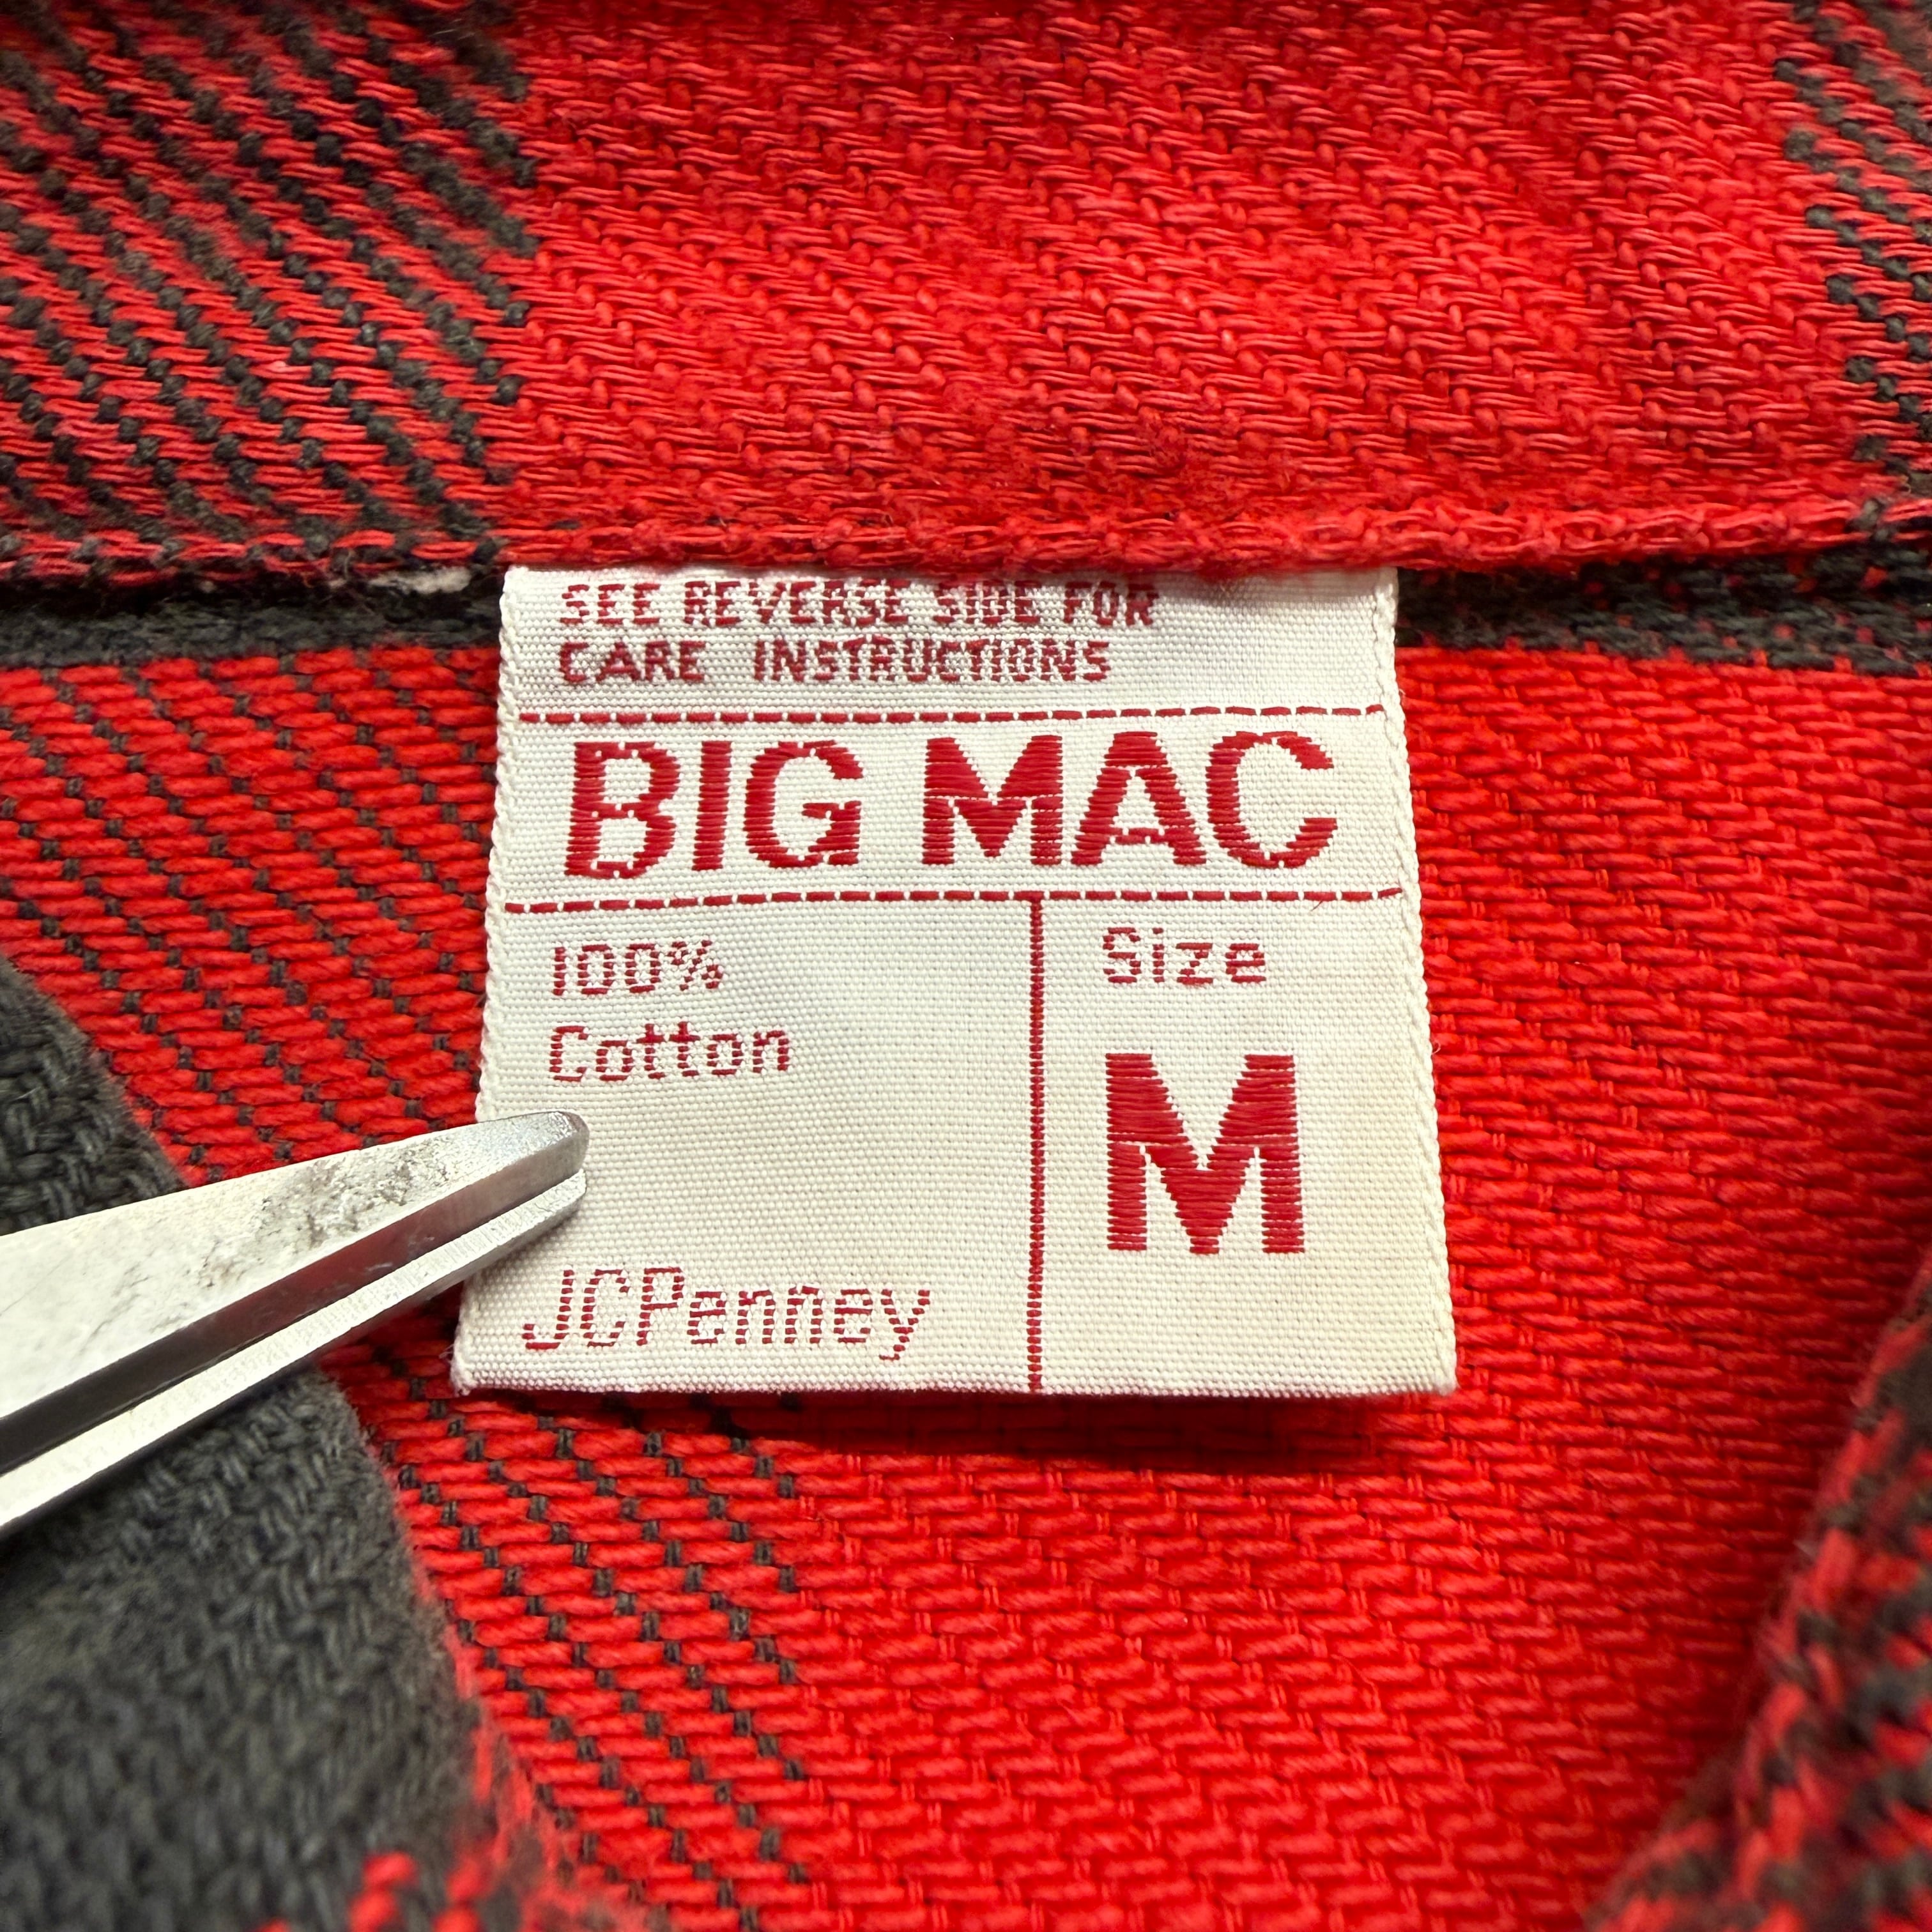 SEE REVERSE SIDE FOR
CARE INSTRUCTIONS
BIG MAC
100%
Cotton
Size
M
JCPenney